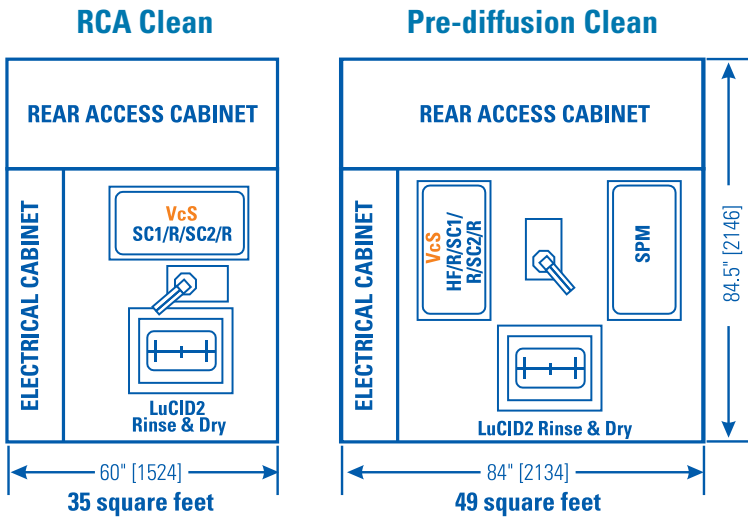 RCA Clean
REAR ACCESS CABINET
ELECTRICAL CABINET
VcS
SC1/R/SC2/R
LuCID2
Rinse & Dry
60" [1524]
35 square feet
Pre-diffusion Clean
REAR ACCESS CABINET
ELECTRICAL CABINET
VcS
HF/R/SC1/
R/SC2/R
SPM
LuCID2 Rinse & Dry
84" [2134]
49 square feet
84.5" [2146]